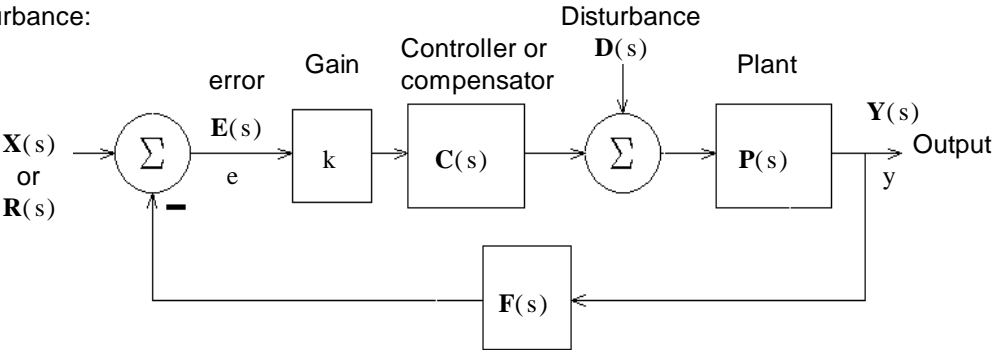 urbance:
Disturbance
D(s)
Gain
Controller or
compensator
Plant
error
E(s)
e
X(s)
or
R(s)
Σ
k
C(s)
Σ
P(s)
Y(s)
Output
y
−
F(s)